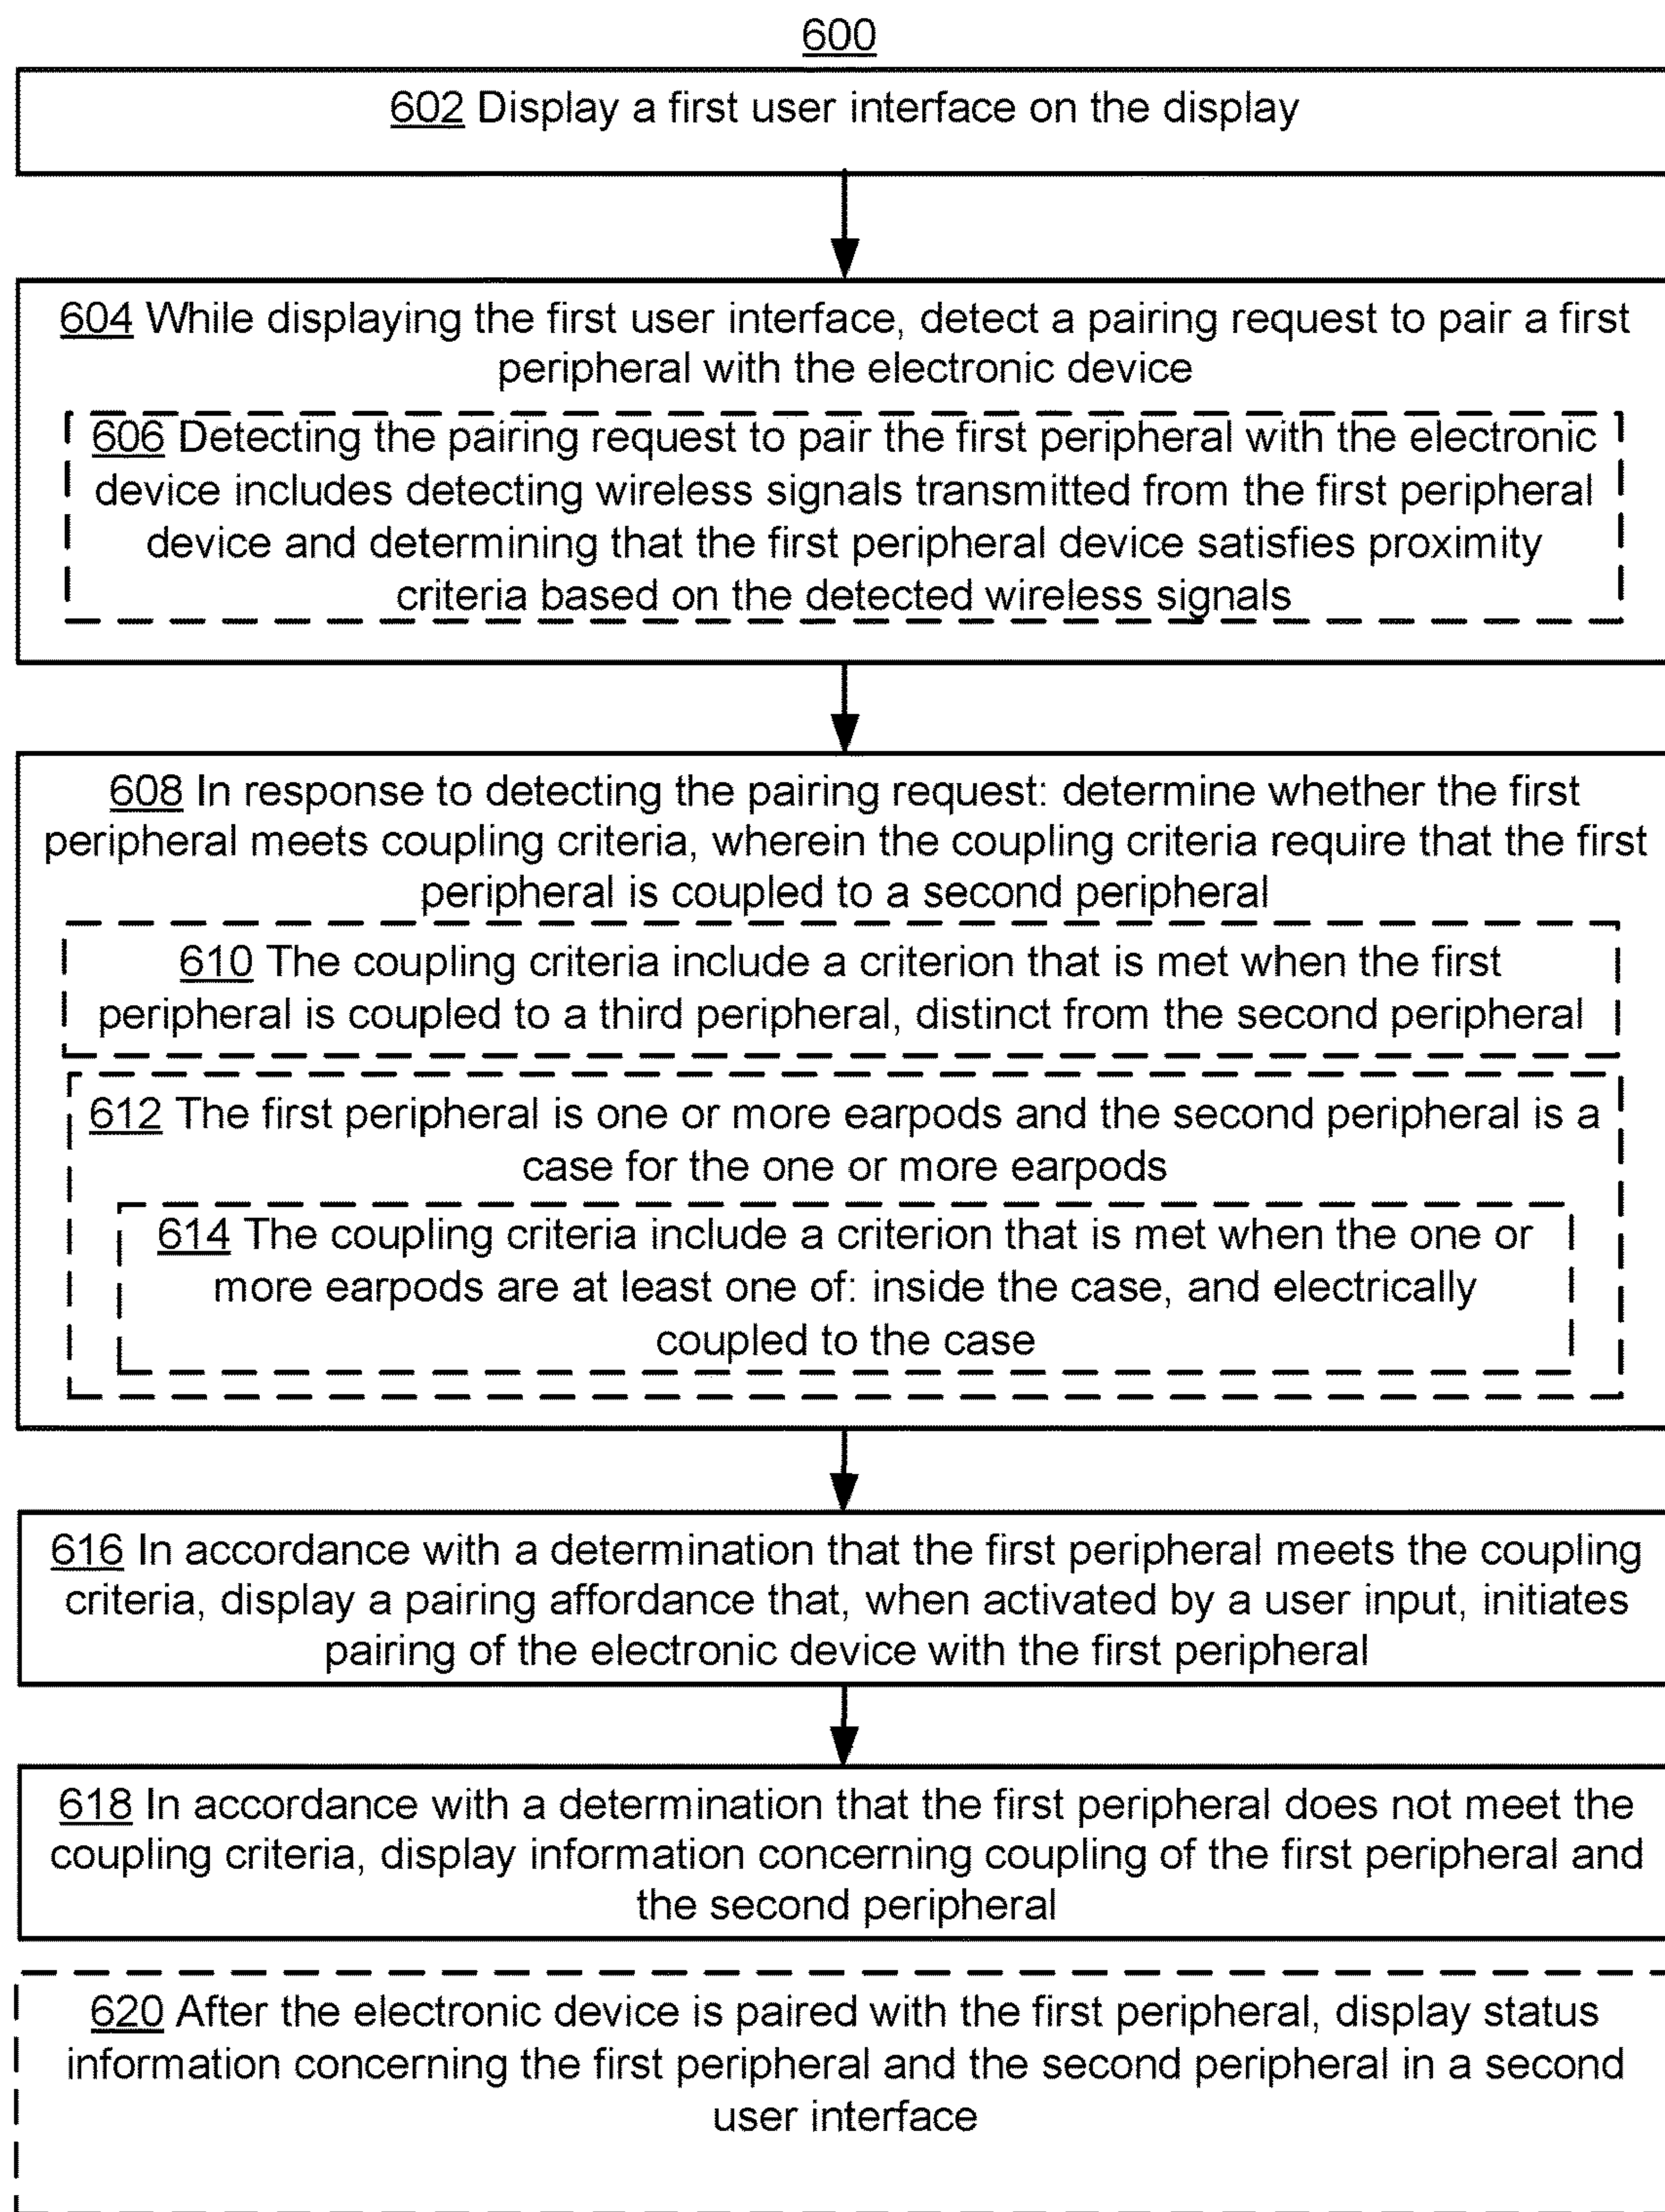 600
602 Display a first user interface on the display
604 While displaying the first user interface, detect a pairing request to pair a first
peripheral with the electronic device
606 Detecting the pairing request to pair the first peripheral with the electronic
device includes detecting wireless signals transmitted from the first peripheral
device and determining that the first peripheral device satisfies proximity
criteria based on the detected wireless signals
608 In response to detecting the pairing request: determine whether the first
peripheral meets coupling criteria, wherein the coupling criteria require that the first
peripheral is coupled to a second peripheral
610 The coupling criteria include a criterion that is met when the first
peripheral is coupled to a third peripheral, distinct from the second peripheral
612 The first peripheral is one or more earpods and the second peripheral is a
case for the one or more earpods
614 The coupling criteria include a criterion that is met when the one or
more earpods are at least one of: inside the case, and electrically
coupled to the case
616 In accordance with a determination that the first peripheral meets the coupling
criteria, display a pairing affordance that, when activated by a user input, initiates
pairing of the electronic device with the first peripheral
618 In accordance with a determination that the first peripheral does not meet the
coupling criteria, display information concerning coupling of the first peripheral and
the second peripheral
620 After the electronic device is paired with the first peripheral, display status
information concerning the first peripheral and the second peripheral in a second
user interface